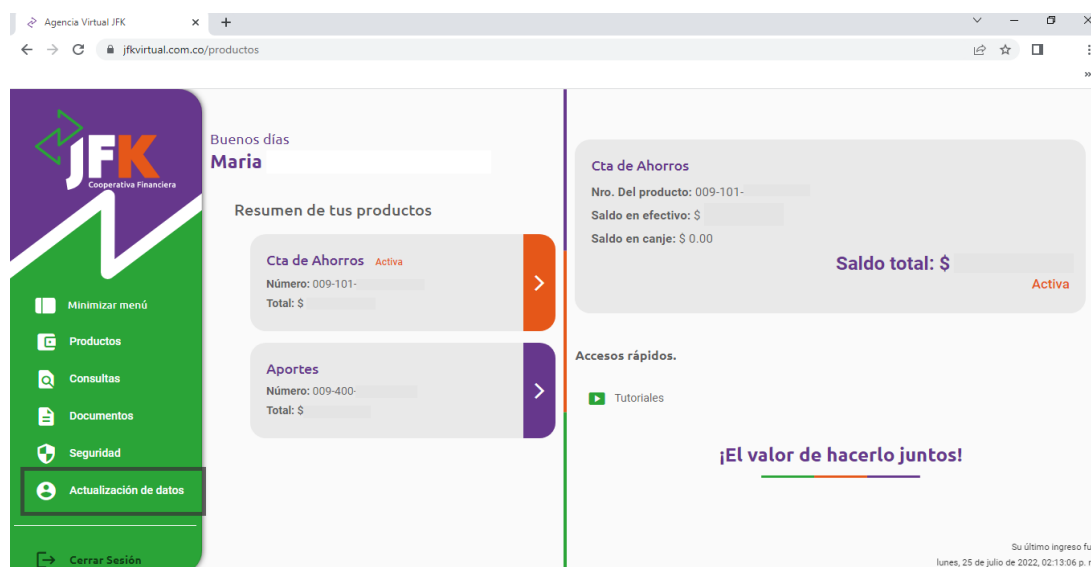 Agencia Virtual JFK
jfkvirtual.com.co/productos
JFK
Cooperativa Financiera
Minimizar menú
Productos
Consultas
Documentos
Seguridad
Actualización de datos
Cerrar Sesión
Buenos días
Maria
Resumen de tus productos
Cta de Ahorros Activa
Número: 009-101-
Total: $
Aportes
Número: 009-400-
Total: $
Cta de Ahorros
Nro. Del producto: 009-101-
Saldo en efectivo: $
Saldo en canje: $ 0.00
Saldo total: $
Activa
Accesos rápidos.
Tutoriales
¡El valor de hacerlo juntos!
Su último ingreso fu
lunes, 25 de julio de 2022, 02:13:06 p.